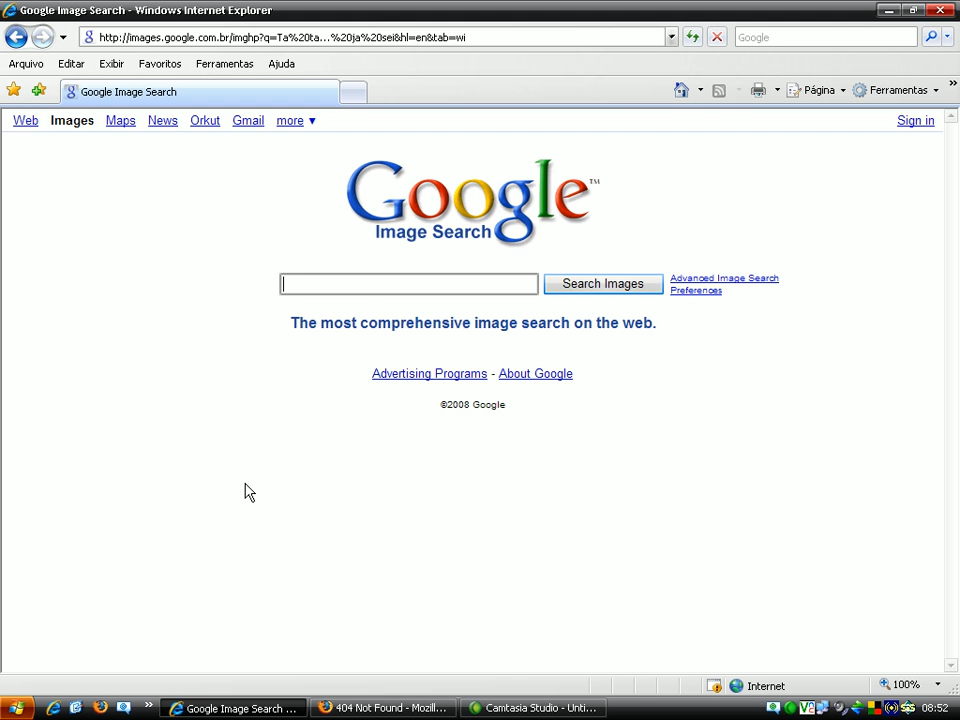 Google Image Search - Windows Internet Explorer
http://images.google.com.br/imghp?q=Ta%20ta...%20ja%20sei&hl=en&tab=wi
Google
Arquivo Editar Exibir Favoritos Ferramentas Ajuda
Google Image Search
Página Ferramentas
Web Images Maps News Orkut Gmail more ▼ Sign in
Google™
Image Search
Search Images
Advanced Image Search
Preferences
The most comprehensive image search on the web.
Advertising Programs - About Google
©2008 Google
Internet 100%
Google Image Search ... 404 Not Found - Mozill... Camtasia Studio - Unti... 08:52